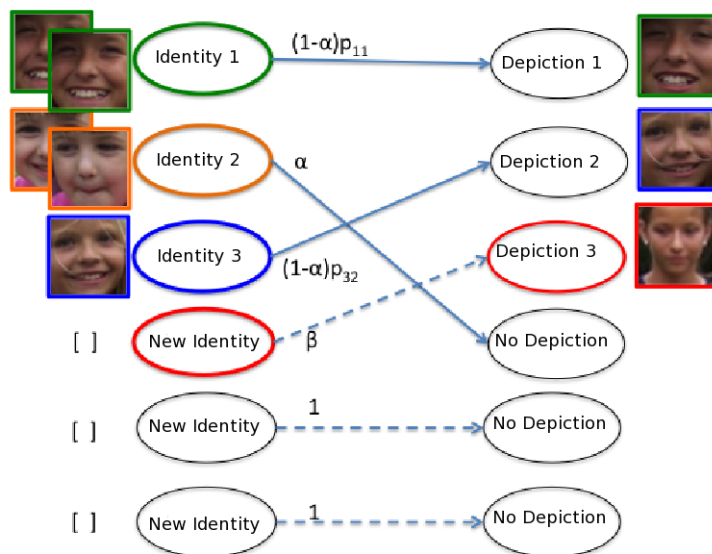 Identity 1 (1-α)p11 Depiction 1
Identity 2 α Depiction 2
Identity 3 (1-α)p32 Depiction 3
[ ] New Identity β No Depiction
[ ] New Identity 1 No Depiction
[ ] New Identity 1 No Depiction